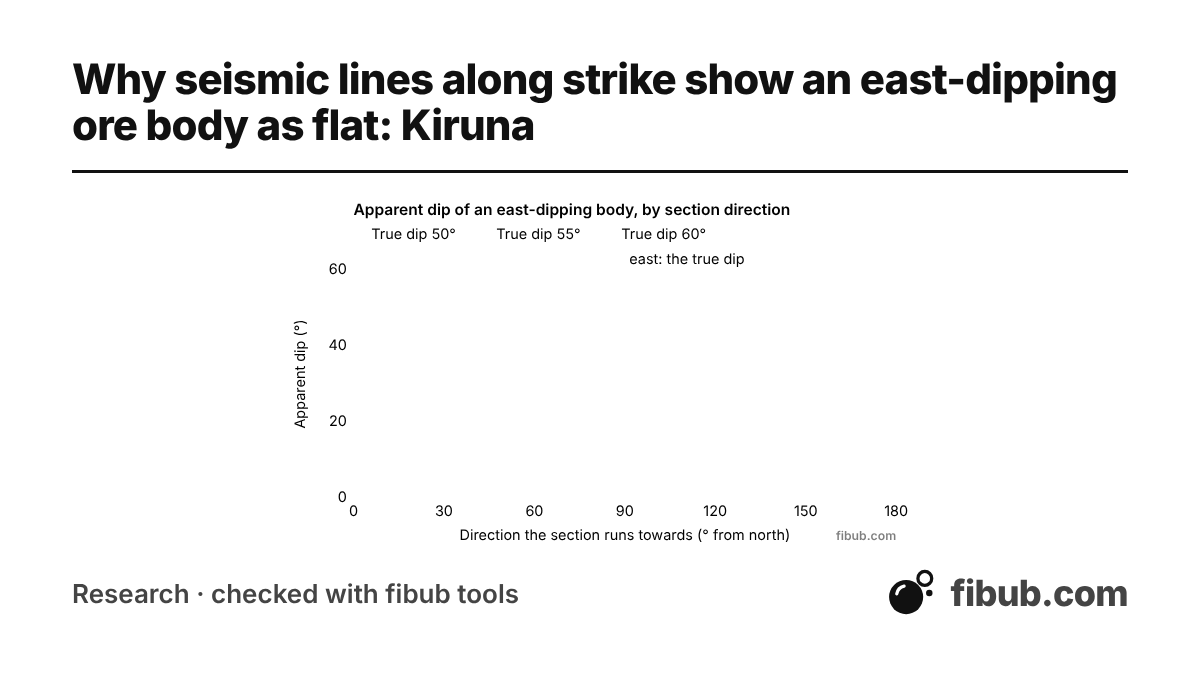 Why seismic lines along strike show an east-dipping
ore body as flat: Kiruna
Apparent dip of an east-dipping body, by section direction
True dip 50° True dip 55° True dip 60°
east: the true dip
60
40
20
0
Apparent dip (°)
0 30 60 90 120 150 180
Direction the section runs towards (° from north)
fibub.com
Research · checked with fibub tools
fibub.com